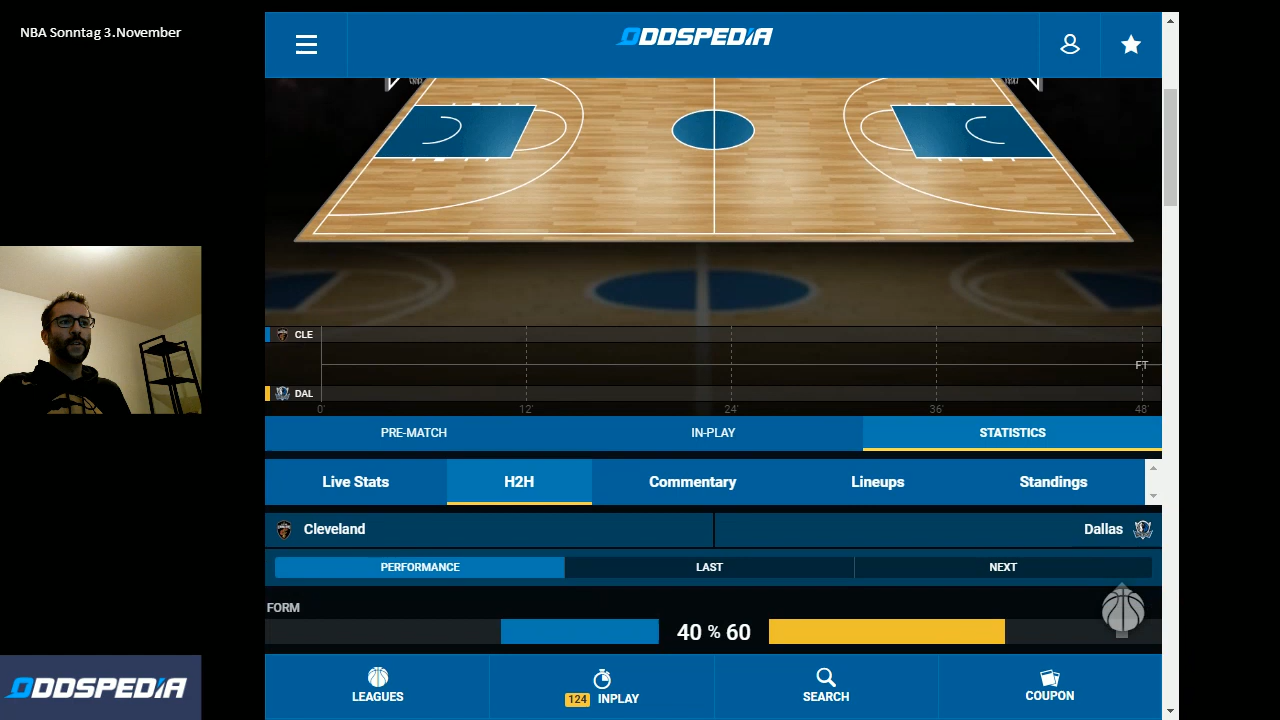 NBA Sonntag 3.November
ODDSPEDIA
CLE
FT
DAL
0' 12' 24' 36' 48'
PRE-MATCH IN-PLAY STATISTICS
Live Stats H2H Commentary Lineups Standings
Cleveland Dallas
PERFORMANCE LAST NEXT
FORM
40 % 60
LEAGUES 124 INPLAY SEARCH COUPON
ODDSPEDIA